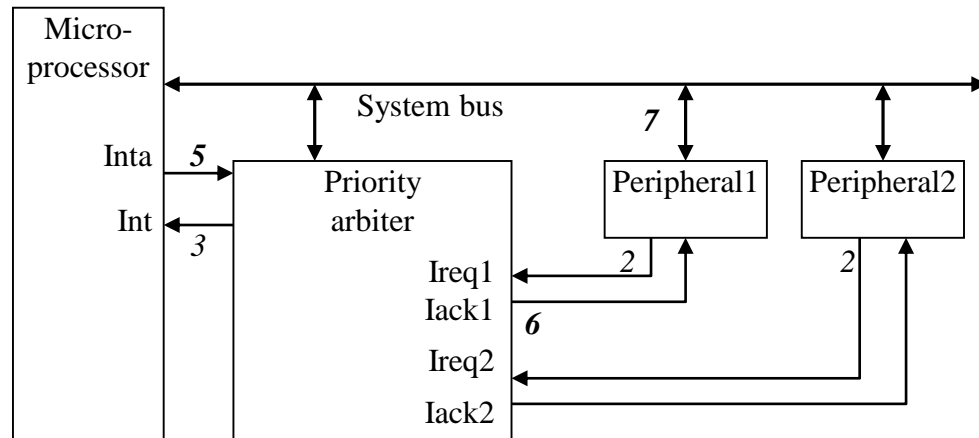 Micro-
processor
System bus
7
Inta
5
Priority
arbiter
Peripheral1
Peripheral2
Int
3
2
2
Ireq1
Iack1
6
Ireq2
Iack2